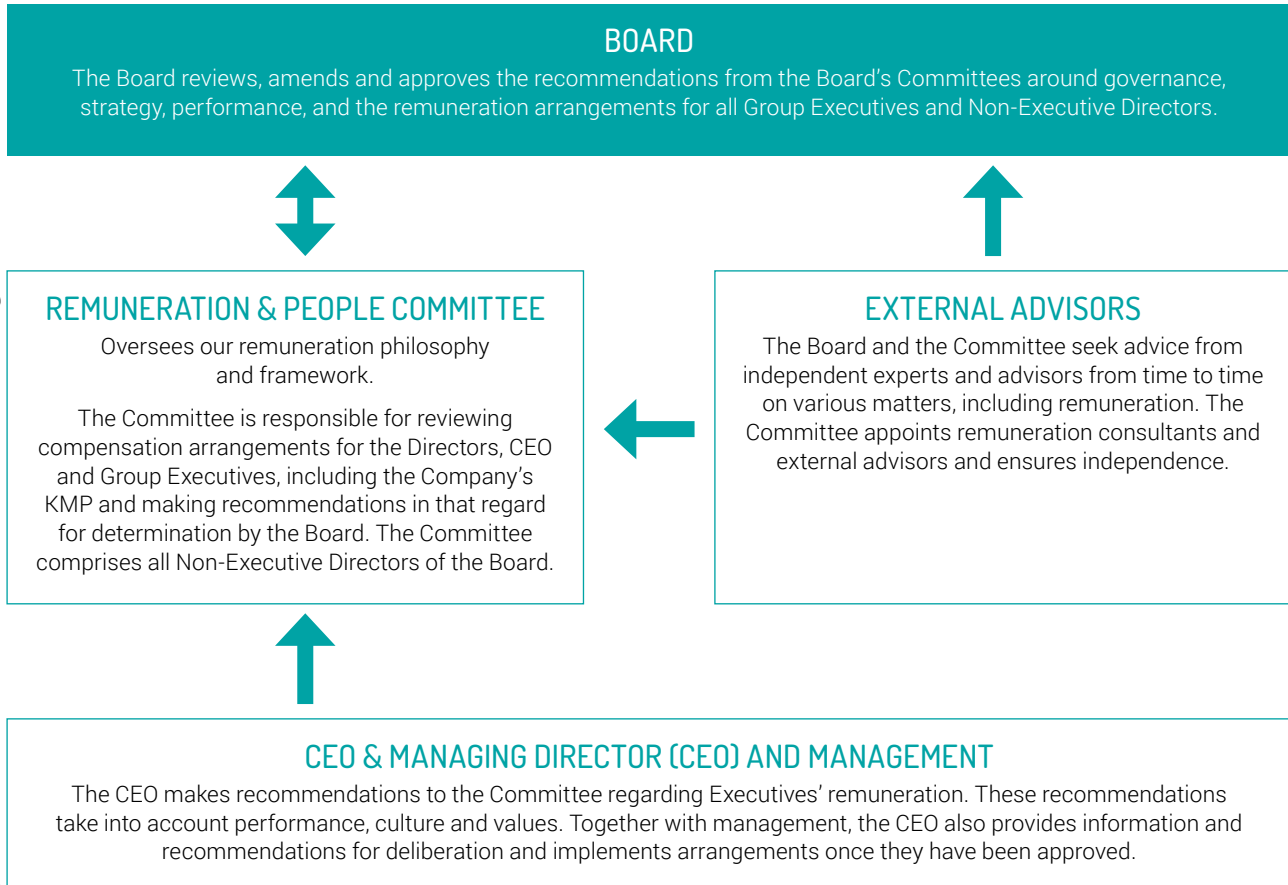 BOARD
The Board reviews, amends and approves the recommendations from the Board's Committees around governance,
strategy, performance, and the remuneration arrangements for all Group Executives and Non-Executive Directors.
REMUNERATION & PEOPLE COMMITTEE
Oversees our remuneration philosophy
and framework.
The Committee is responsible for reviewing
compensation arrangements for the Directors, CEO
and Group Executives, including the Company's
KMP and making recommendations in that regard
for determination by the Board. The Committee
comprises all Non-Executive Directors of the Board.
EXTERNAL ADVISORS
The Board and the Committee seek advice from
independent experts and advisors from time to time
on various matters, including remuneration. The
Committee appoints remuneration consultants and
external advisors and ensures independence.
CEO & MANAGING DIRECTOR (CEO) AND MANAGEMENT
The CEO makes recommendations to the Committee regarding Executives' remuneration. These recommendations
take into account performance, culture and values. Together with management, the CEO also provides information and
recommendations for deliberation and implements arrangements once they have been approved.